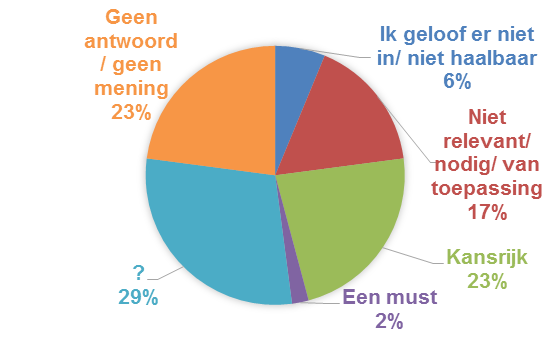 Geen
antwoord
/ geen
mening
23%
Ik geloof er niet
in/ niet haalbaar
6%
Niet
relevant/
nodig/ van
toepassing
17%
Kansrijk
23%
Een must
2%
?
29%